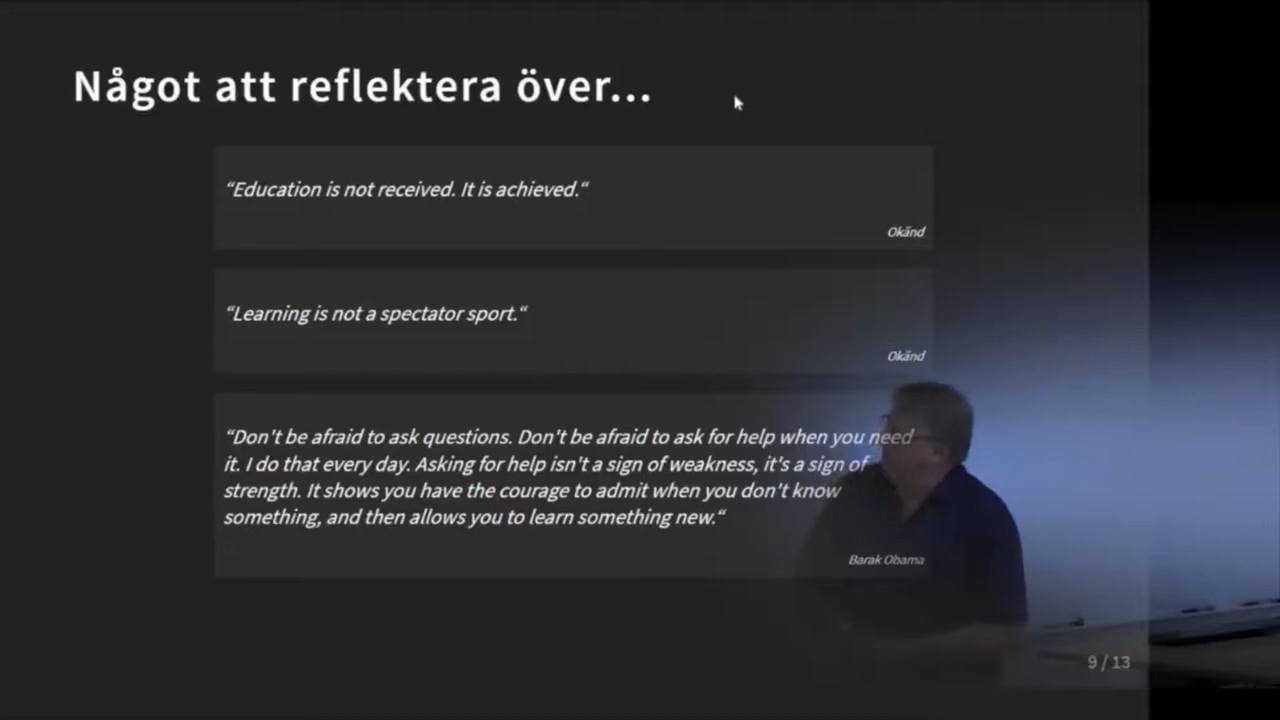 Något att reflektera över...
“Education is not received. It is achieved.“
Okänd
“Learning is not a spectator sport.“
Okänd
“Don't be afraid to ask questions. Don't be afraid to ask for help when you need
it. I do that every day. Asking for help isn't a sign of weakness, it's a sign of
strength. It shows you have the courage to admit when you don't know
something, and then allows you to learn something new.“
Barak Obama
9 / 13